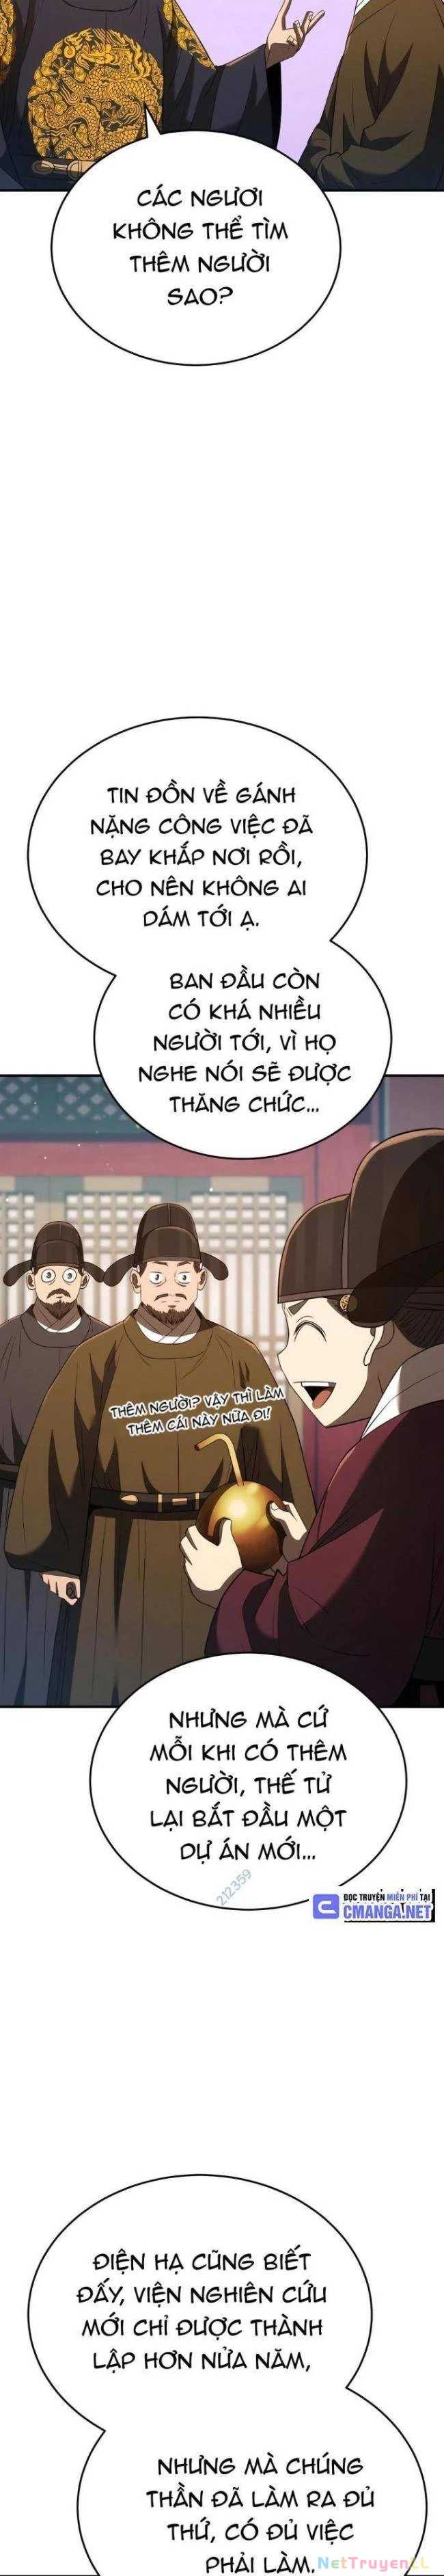 CÁC NGƯƠI
KHÔNG THỂ TÌM
THÊM NGƯỜI
SAO?
TIN ĐỒN VỀ GÁNH
NẶNG CÔNG VIỆC ĐÃ
BAY KHẮP NƠI RỒI,
CHO NÊN KHÔNG AI
DÁM TỚI Ạ.
BAN ĐẦU CÒN
CÓ KHÁ NHIỀU
NGƯỜI TỚI, VÌ HỌ
NGHE NÓI SẼ ĐƯỢC
THĂNG CHỨC...
THÊM NGƯỜI? VẬY THÌ LÀM
THÊM CÁI NÀY NỮA ĐI!
NHƯNG MÀ CỨ
MỖI KHI CÓ THÊM
NGƯỜI, THẾ TỬ
LẠI BẮT ĐẦU MỘT
DỰ ÁN MỚI...
212359
ĐỌC TRUYỆN MIỄN PHÍ TẠI
CMANGA.NET
ĐIỆN HẠ CŨNG BIẾT
ĐẤY, VIỆN NGHIÊN CỨU
MỚI CHỈ ĐƯỢC THÀNH
LẬP HƠN NỬA NĂM,
NHƯNG MÀ CHÚNG
THẦN ĐÃ LÀM RA ĐỦ
THỨ, CÓ ĐỦ VIỆC
PHẢI LÀM.
NetTruyenLL